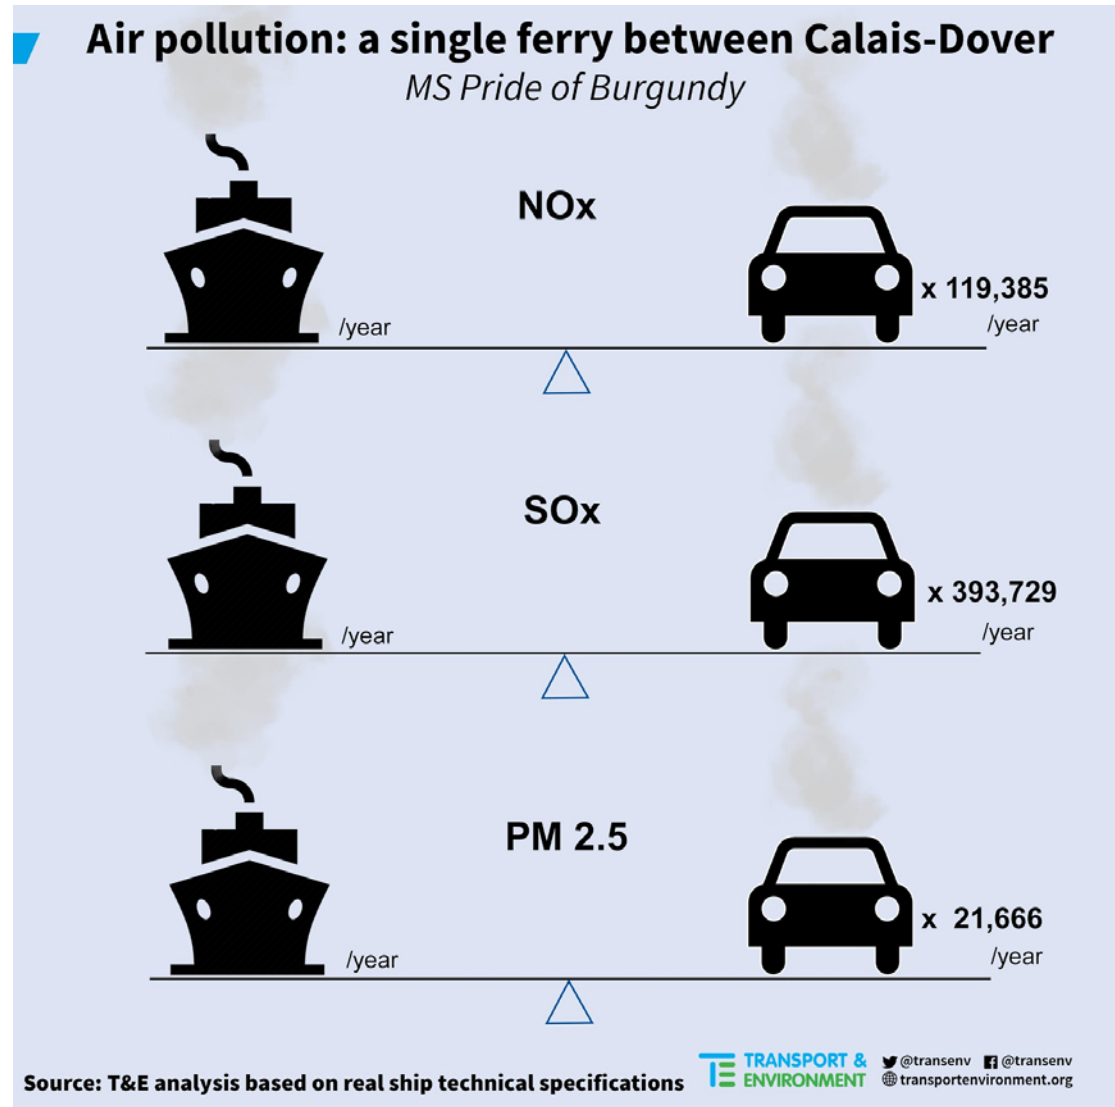 Air pollution: a single ferry between Calais-Dover
MS Pride of Burgundy
NOx
x 119,385
/year
/year
SOx
x 393,729
/year
/year
PM 2.5
x 21,666
/year
/year
Source: T&E analysis based on real ship technical specifications
TRANSPORT &
ENVIRONMENT
@transenv @transenv
transportenvironment.org